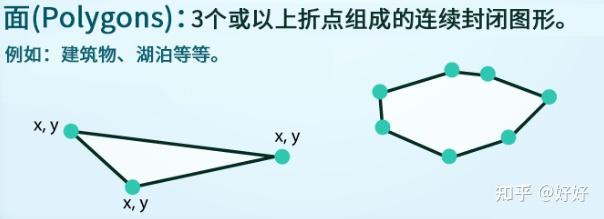 面(Polygons)：3个或以上折点组成的连续封闭图形。
例如：建筑物、湖泊等等。
x, y
x, y
x, y
知乎 @好好